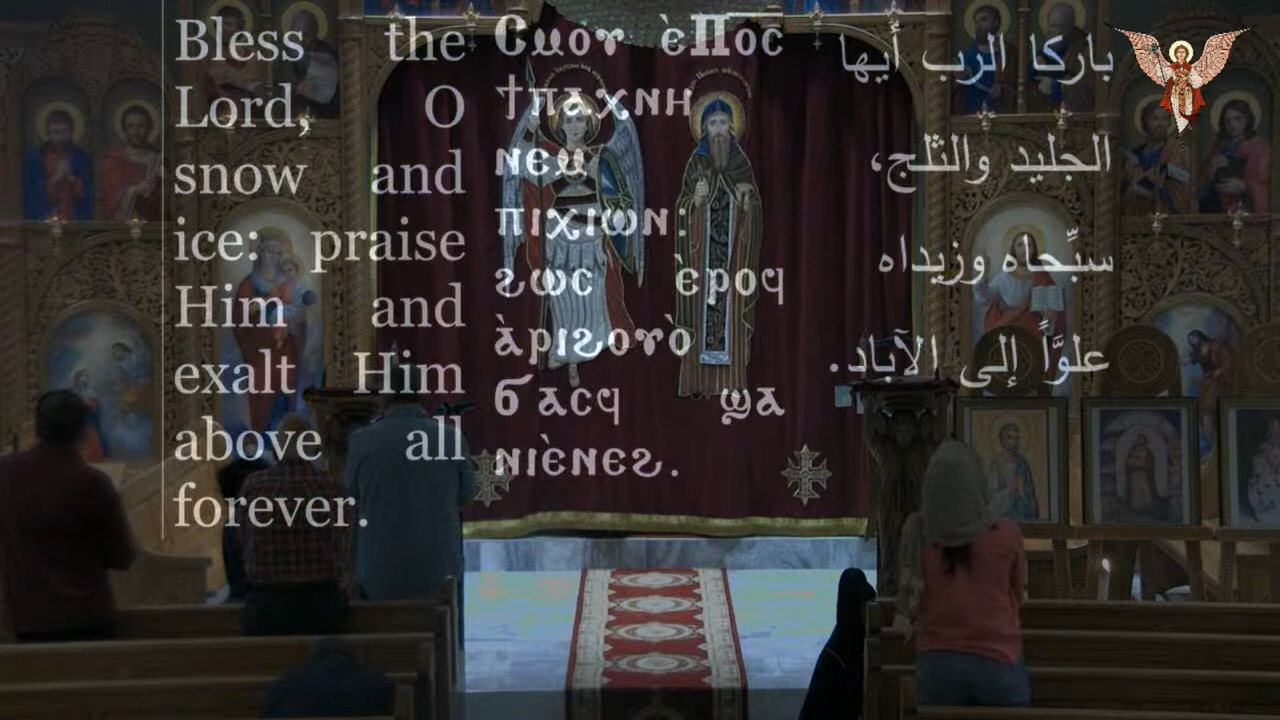 Bless the
Lord, O
snow and
ice: praise
Him and
exalt Him
above all
forever.
Ⲥⲙⲟⲩ ⲉ̀Ⲡⲟ̅ⲥ̅
ϯⲡⲁⲭⲛⲏ
ⲛⲉⲙ
ⲡⲓⲭⲓⲱⲛ:
ϩⲱⲥ ⲉ̀ⲣⲟϥ
ⲁ̀ⲣⲓϩⲟⲩⲟ̀
ϭⲁⲥϥ ϣⲁ
ⲛⲓⲉ̀ⲛⲉϩ.
باركا الرب أيها
الجليد والثلج،
سبِّحاه وزيداه
علوَّاً إلى الآباد.